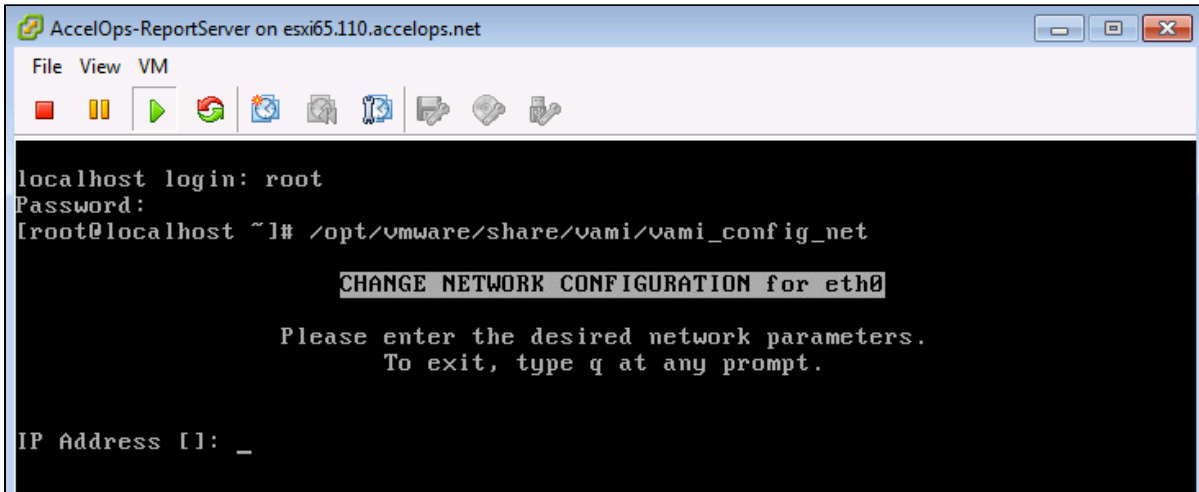 AccelOps-ReportServer on esxi65.110.accelops.net
File View VM
localhost login: root
Password:
[root@localhost ~]# /opt/vmware/share/vami/vami_config_net
CHANGE NETWORK CONFIGURATION for eth0
Please enter the desired network parameters.
To exit, type q at any prompt.
IP Address []: _